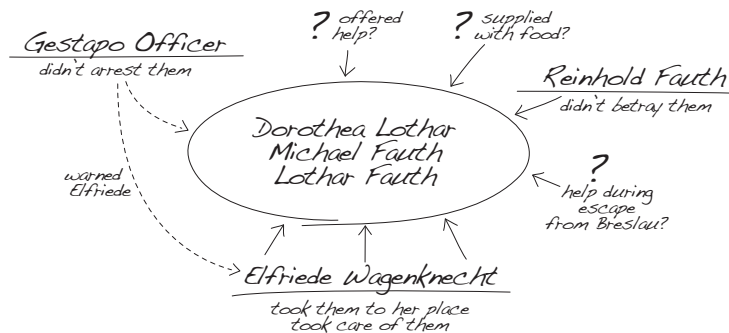 Gestapo Officer
didn't arrest them
? offered
help?
? supplied
with food?
Reinhold Fauth
didn't betray them
Dorothea Lothar
Michael Fauth
Lothar Fauth
warned
Elfriede
?
help during
escape
from Breslau?
Elfriede Wagenknecht
took them to her place
took care of them